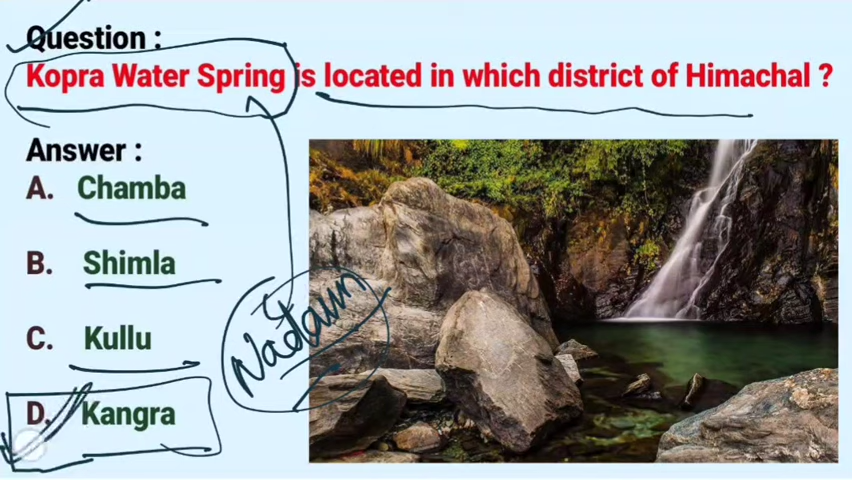 Question :
Kopra Water Spring is located in which district of Himachal ?
Answer :
A. Chamba
B. Shimla
C. Kullu
D. Kangra
Nadaun